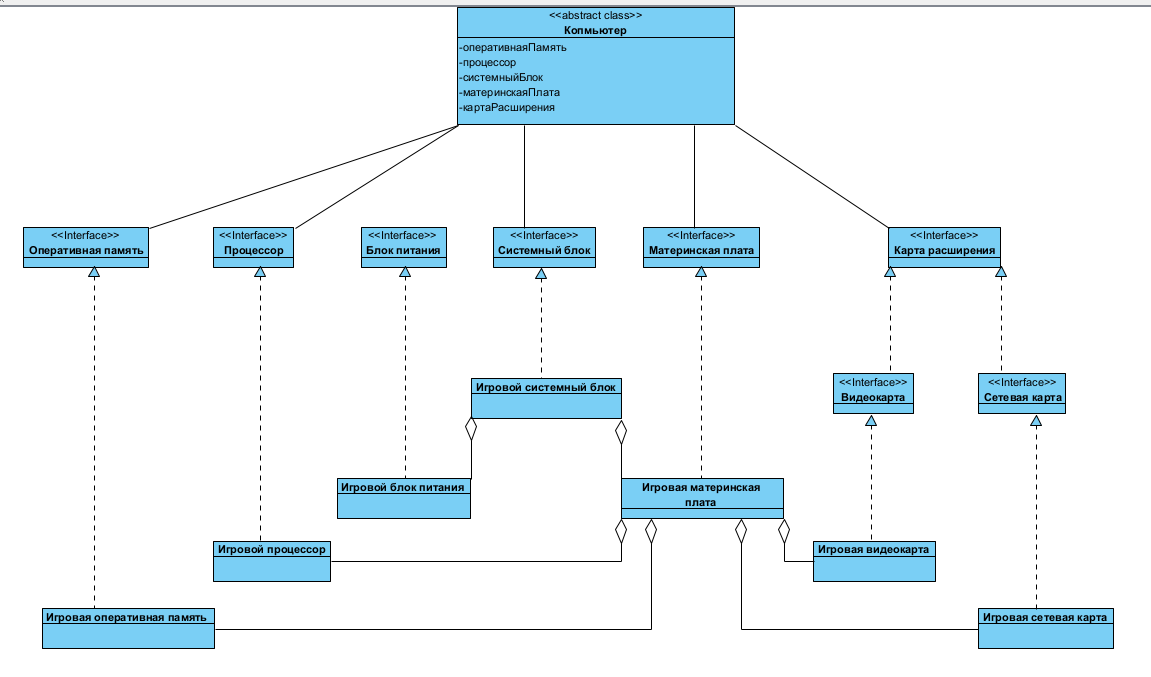 <<abstract class>>
Копмьютер
-оперативнаяПамять
-процессор
-системныйБлок
-материнскаяПлата
-картаРасширения
<<Interface>>
Оперативная память
<<Interface>>
Процессор
<<Interface>>
Блок питания
<<Interface>>
Системный блок
<<Interface>>
Материнская плата
<<Interface>>
Карта расширения
Игровой системный блок
<<Interface>>
Видеокарта
<<Interface>>
Сетевая карта
Игровой блок питания
Игровая материнская
плата
Игровой процессор
Игровая видеокарта
Игровая оперативная память
Игровая сетевая карта